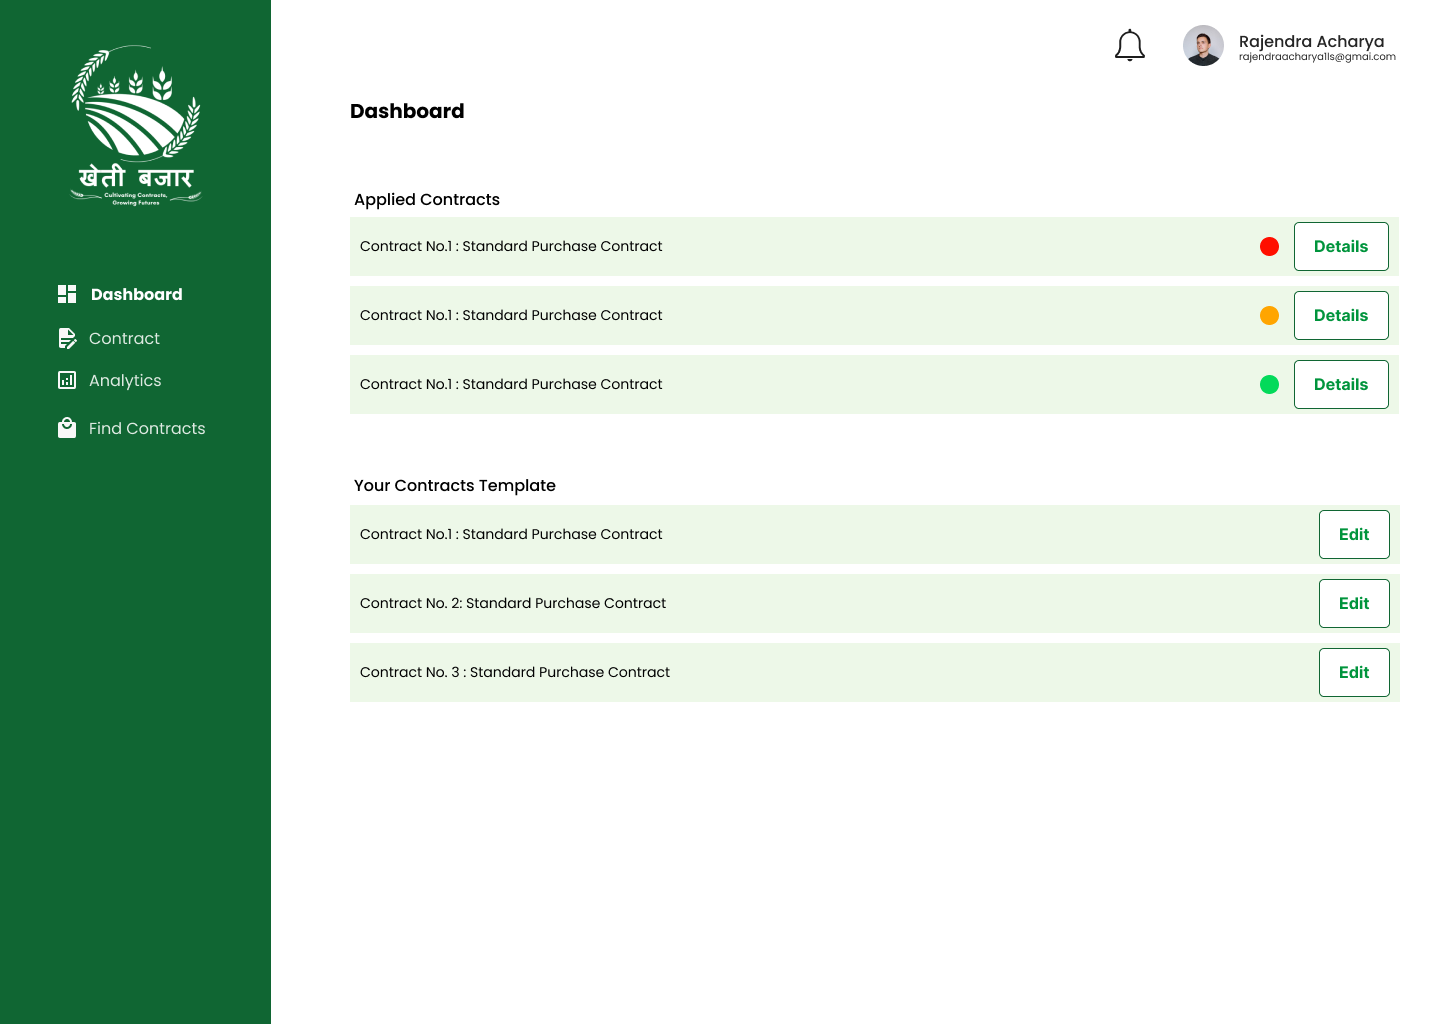 खेती बजार
Cultivating Contracts,
Growing Futures
Dashboard
Contract
Analytics
Find Contracts
Rajendra Acharya
rajendraacharya1ls@gmai.com
Dashboard
Applied Contracts
Contract No.1 : Standard Purchase Contract
Details
Contract No.1 : Standard Purchase Contract
Details
Contract No.1 : Standard Purchase Contract
Details
Your Contracts Template
Contract No.1 : Standard Purchase Contract
Edit
Contract No. 2: Standard Purchase Contract
Edit
Contract No. 3 : Standard Purchase Contract
Edit